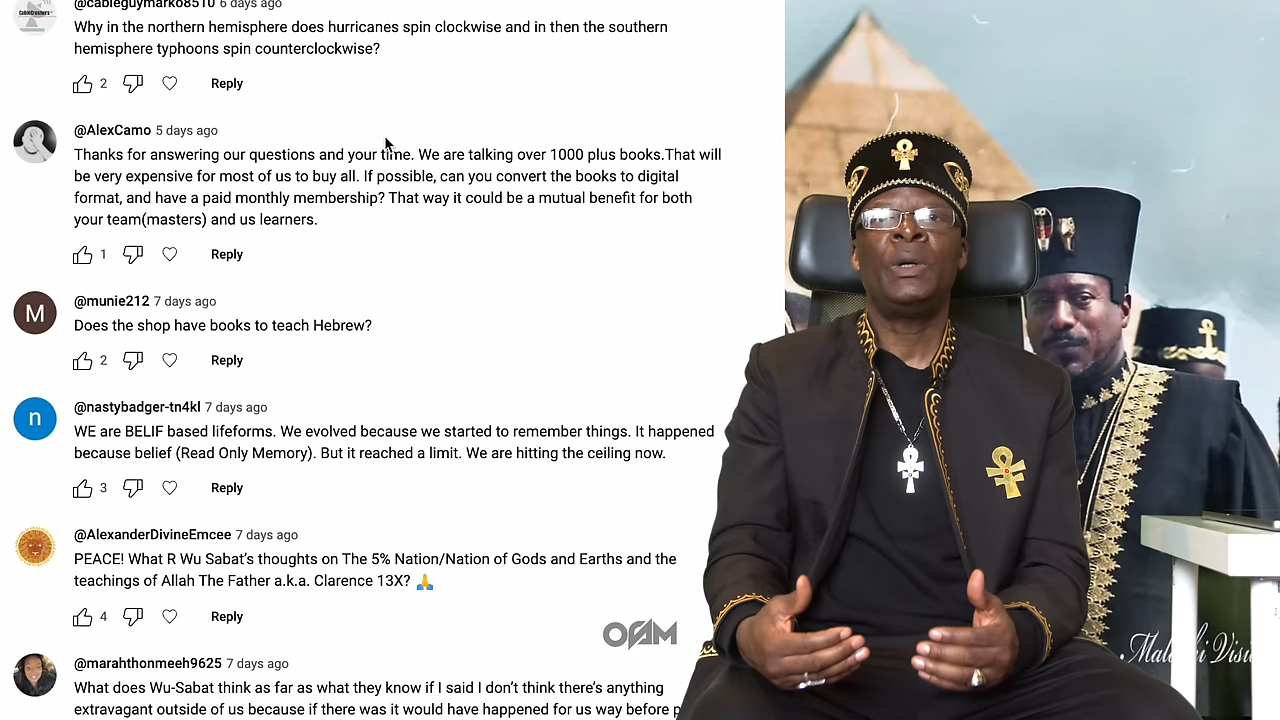 @cableguymarko8510 6 days ago
Why in the northern hemisphere does hurricanes spin clockwise and in then the southern
hemisphere typhoons spin counterclockwise?
2
Reply
@AlexCamo 5 days ago
Thanks for answering our questions and your time. We are talking over 1000 plus books.That will
be very expensive for most of us to buy all. If possible, can you convert the books to digital
format, and have a paid monthly membership? That way it could be a mutual benefit for both
your team(masters) and us learners.
1
Reply
M
@munie212 7 days ago
Does the shop have books to teach Hebrew?
2
Reply
n
@nastybadger-tn4kl 7 days ago
WE are BELIF based lifeforms. We evolved because we started to remember things. It happened
because belief (Read Only Memory). But it reached a limit. We are hitting the ceiling now.
3
Reply
@AlexanderDivineEmcee 7 days ago
PEACE! What R Wu Sabat’s thoughts on The 5% Nation/Nation of Gods and Earths and the
teachings of Allah The Father a.k.a. Clarence 13X? 🙏
4
Reply
OFAM
@marahthonmeeh9625 7 days ago
What does Wu-Sabat think as far as what they know if I said I don’t think there’s anything
extravagant outside of us because if there was it would have happened for us way before